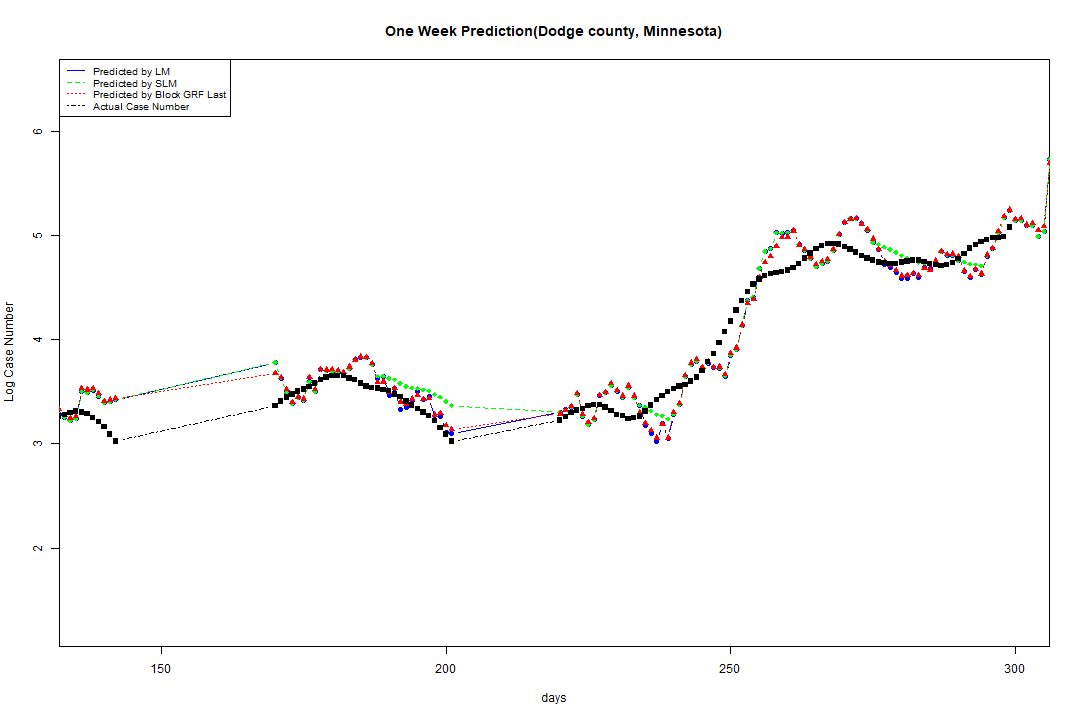 One Week Prediction(Dodge county, Minnesota)
Predicted by LM
Predicted by SLM
Predicted by Block GRF Last
Actual Case Number
Log Case Number
6
5
4
3
2
150 200 250 300
days